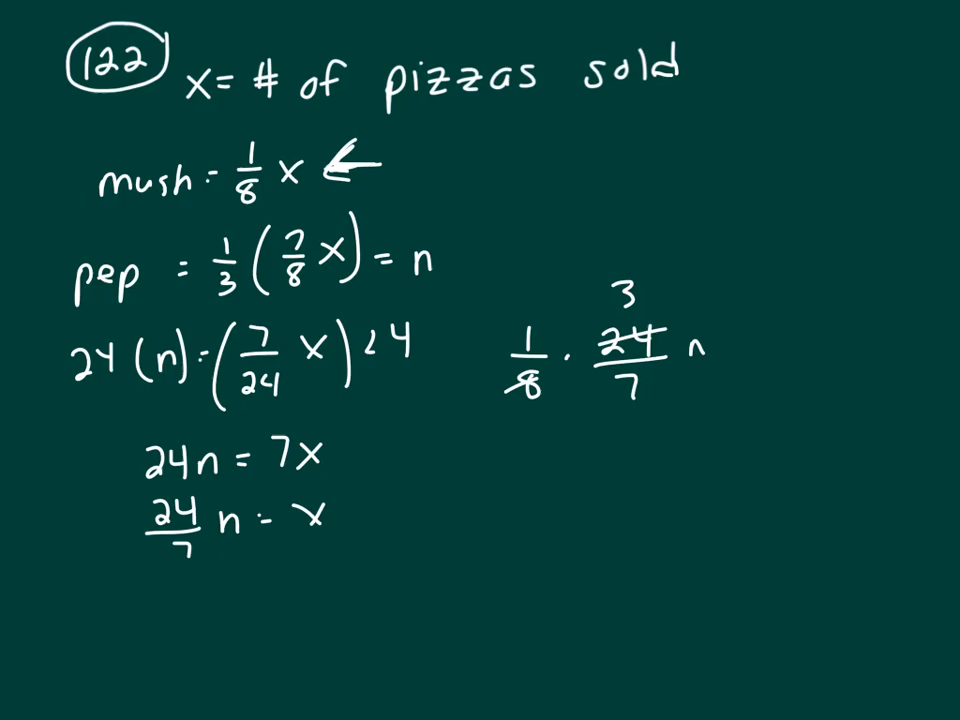 122
x = # of pizzas sold
mush = 1/8 x ←
pep = 1/3 (7/8 x) = n
24 (n) = (7/24 x) 24
24n = 7x
24/7 n = x
3
1/8 · 24/7 n